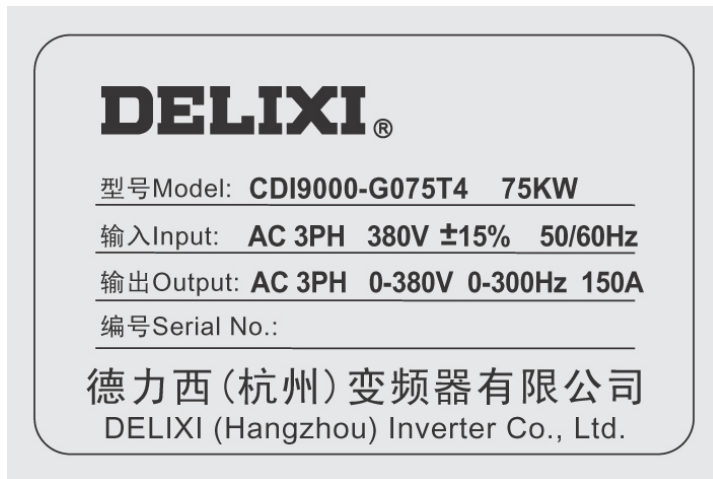 DELIXI®
型号Model: CDI9000-G075T4 75KW
输入Input: AC 3PH 380V ±15% 50/60Hz
输出Output: AC 3PH 0-380V 0-300Hz 150A
编号Serial No.:
德力西(杭州)变频器有限公司
DELIXI (Hangzhou) Inverter Co., Ltd.